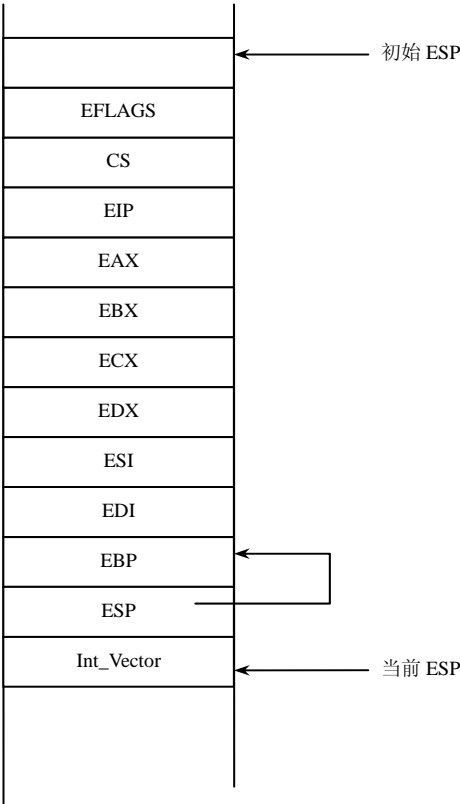 初始 ESP
EFLAGS
CS
EIP
EAX
EBX
ECX
EDX
ESI
EDI
EBP
ESP
Int_Vector
当前 ESP